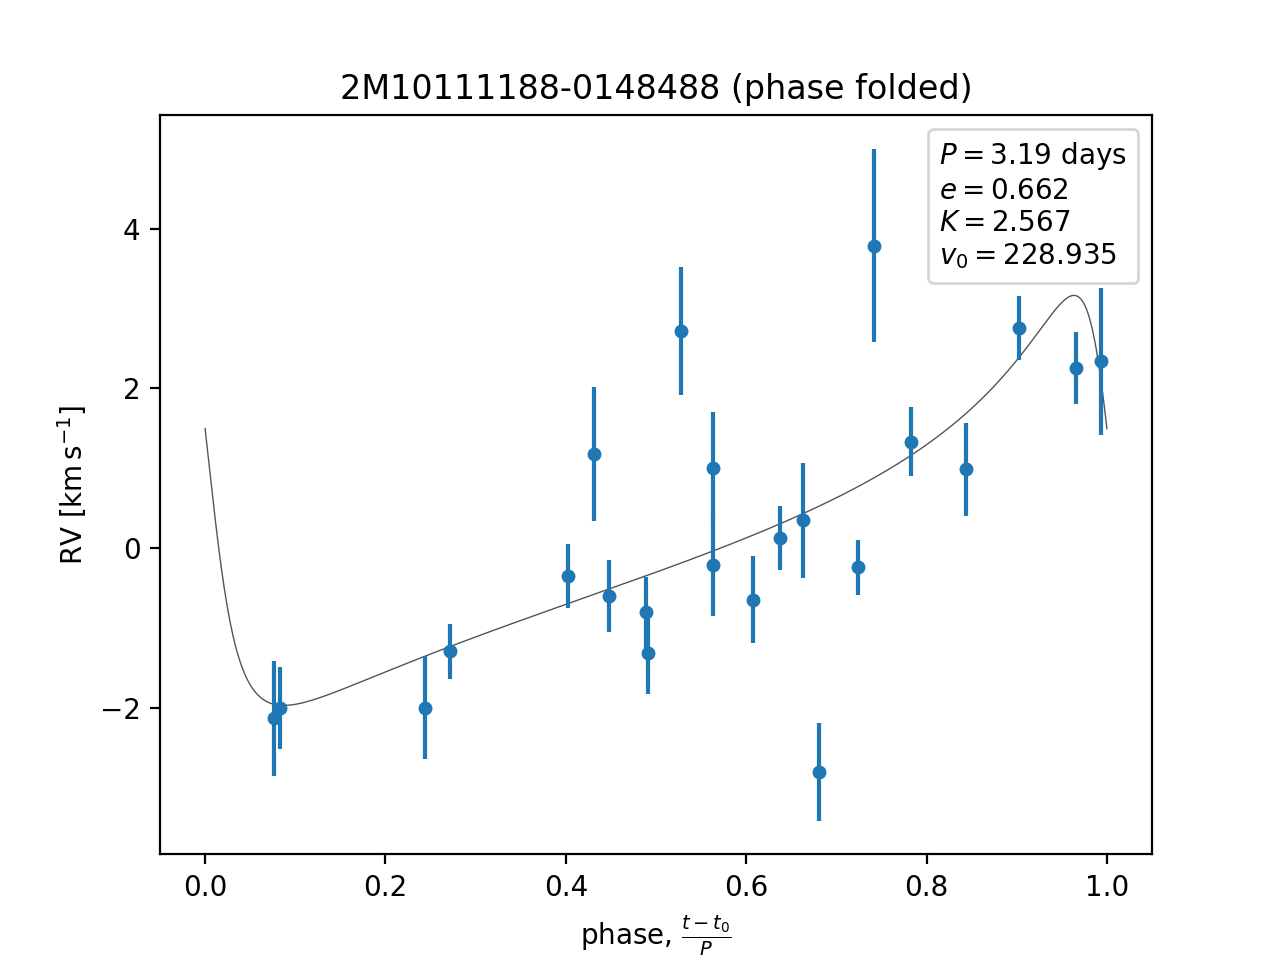 2M10111188-0148488 (phase folded)
P = 3.19 days
e = 0.662
K = 2.567
v₀ = 228.935
4
2
0
−2
RV [km s⁻¹]
0.0 0.2 0.4 0.6 0.8 1.0
phase, (t − t₀)/P